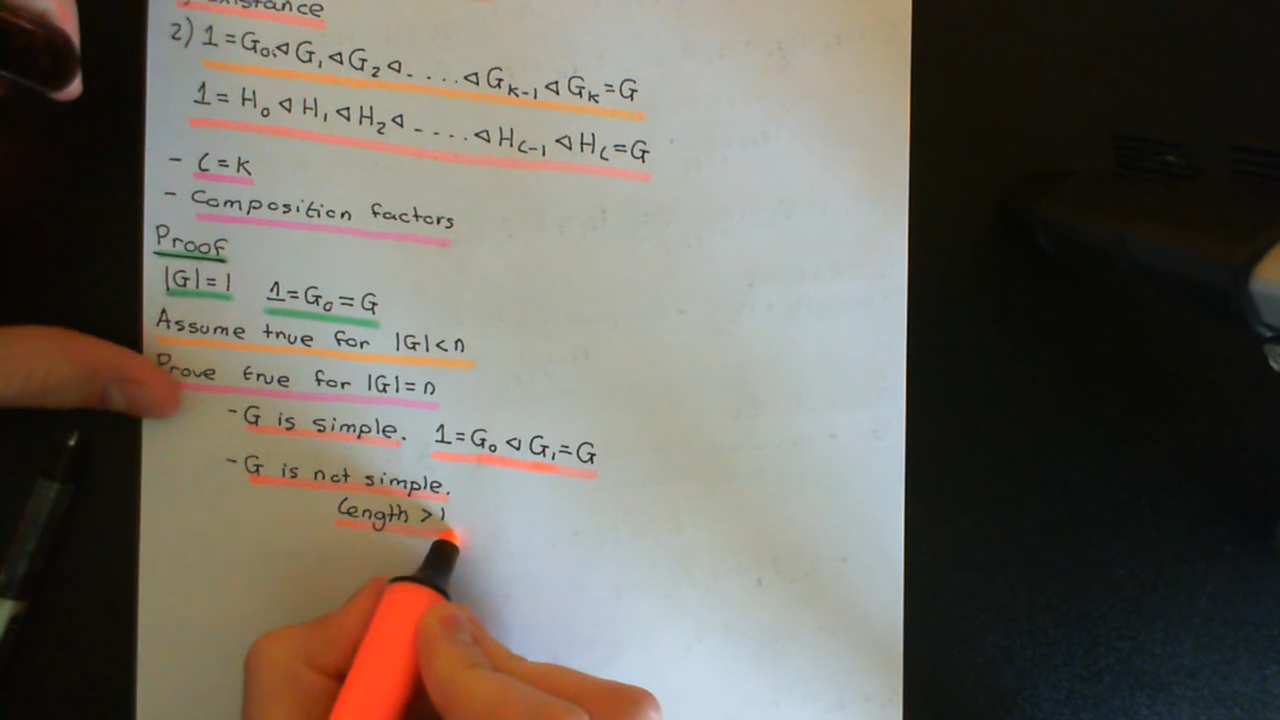 existance
2) 1=G₀◁G₁◁G₂◁.....◁Gₖ₋₁◁Gₖ=G
1=H₀◁H₁◁H₂◁.....◁Hₗ₋₁◁Hₗ=G
- l=k
- Composition factors
Proof
|G|=1 1=G₀=G
Assume true for |G|<n
Prove true for |G|=n
- G is simple. 1=G₀◁G₁=G
- G is not simple.
length >1